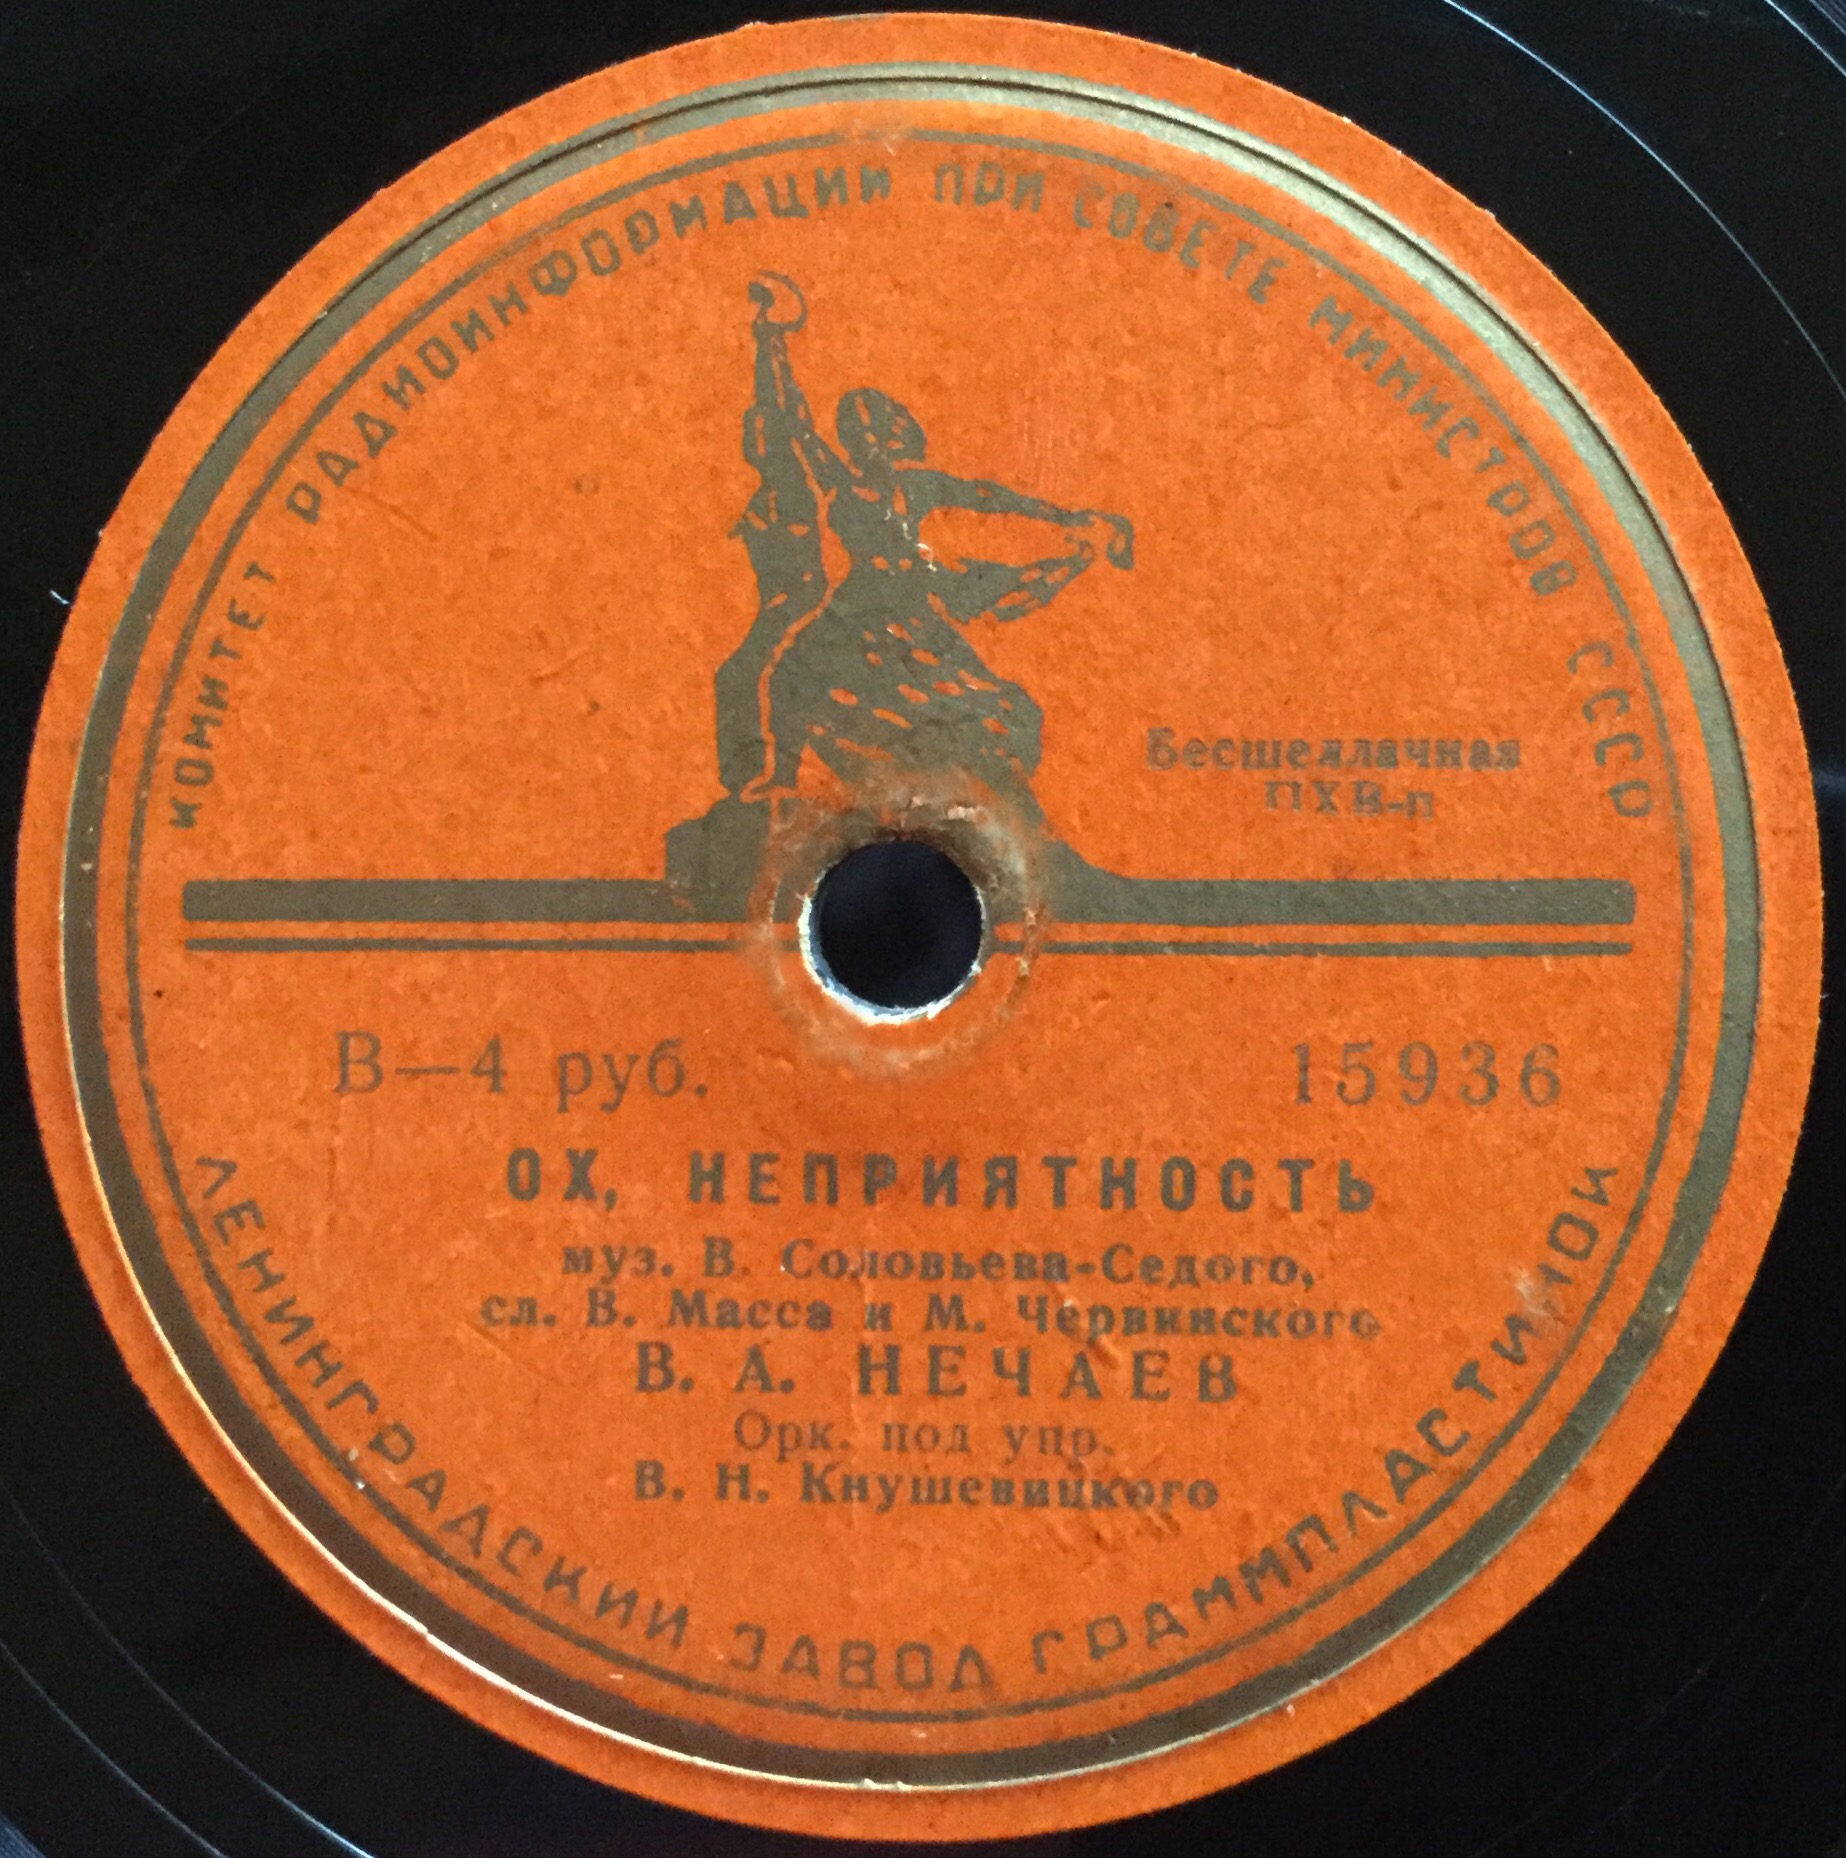 КОМИТЕТ РАДИОИНФОРМАЦИИ ПРИ СОВЕТЕ МИНИСТРОВ СССР
Бесшеллачная
ПХВ-п
В—4 руб.
15936
ОХ, НЕПРИЯТНОСТЬ
муз. В. Соловьева-Седого,
сл. В. Масса и М. Червинского
В. А. НЕЧАЕВ
Орк. под упр.
В. Н. Кнушевицкого
ЛЕНИНГРАДСКИЙ ЗАВОД ГРАММПЛАСТИНОК